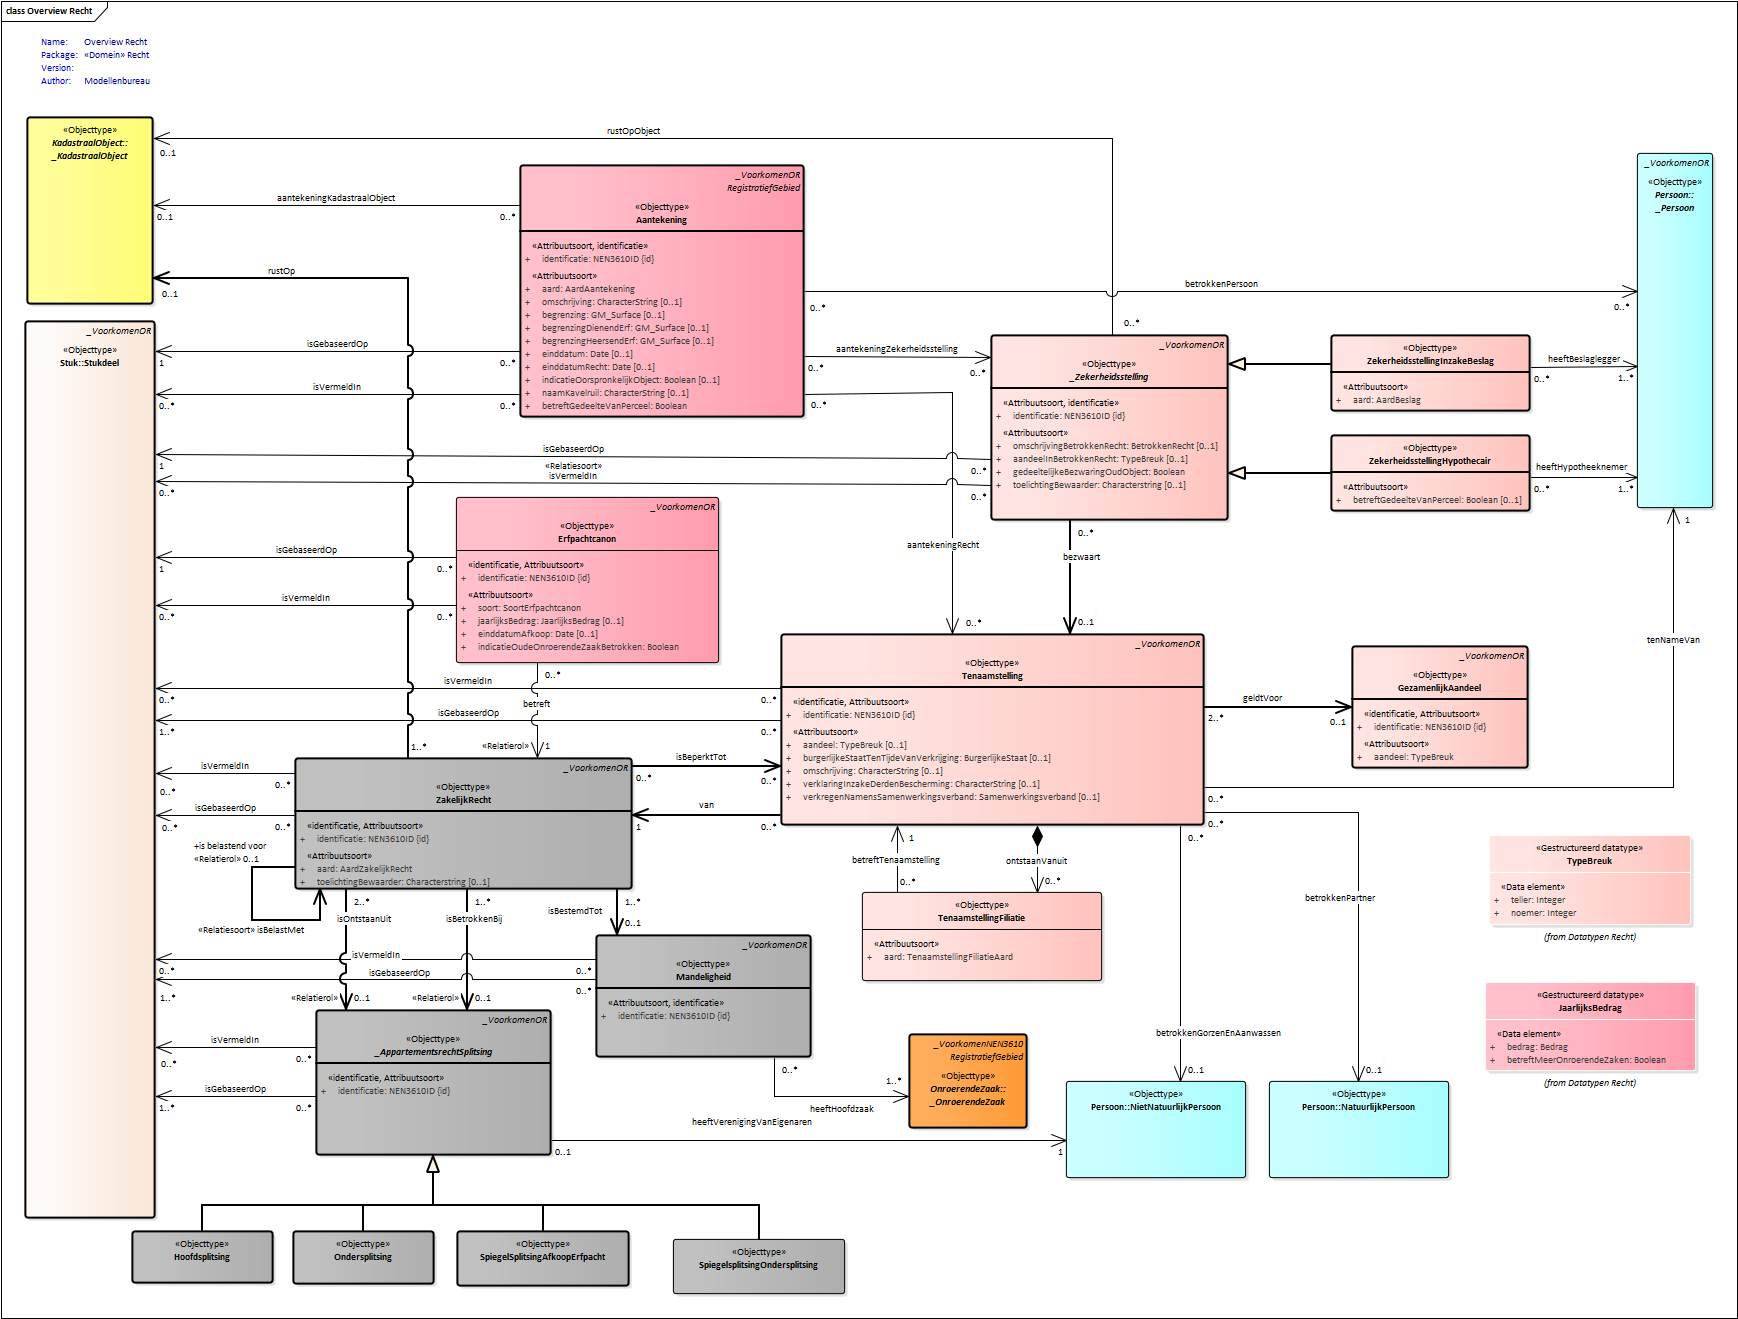 class Overview Recht
Name: Overview Recht
Package: «Domein» Recht
Version:
Author: Modellenbureau
«Objecttype»
KadastraalObject::
_KadastraalObject
rustOpObject
0..1
0..*
aantekeningKadastraalObject
0..1
0..*
rustOp
0..1
1..*
_VoorkomenOR
RegistratiefGebied
«Objecttype»
Aantekening
«Attribuutsoort, identificatie»
+ identificatie: NEN3610ID {id}
«Attribuutsoort»
+ aard: AardAantekening
+ omschrijving: CharacterString [0..1]
+ begrenzing: GM_Surface [0..1]
+ begrenzingDienendErf: GM_Surface [0..1]
+ begrenzingHeersendErf: GM_Surface [0..1]
+ einddatum: Date [0..1]
+ einddatumRecht: Date [0..1]
+ indicatieOorspronkelijkObject: Boolean [0..1]
+ naamKavelruil: CharacterString [0..1]
+ betreftGedeelteVanPerceel: Boolean
_VoorkomenOR
«Objecttype»
Persoon::
_Persoon
betrokkenPersoon
0..*
0..*
aantekeningZekerheidsstelling
0..*
0..*
0..*
aantekeningRecht
0..*
_VoorkomenOR
«Objecttype»
_Zekerheidsstelling
«Attribuutsoort, identificatie»
+ identificatie: NEN3610ID {id}
«Attribuutsoort»
+ omschrijvingBetrokkenRecht: BetrokkenRecht [0..1]
+ aandeelInBetrokkenRecht: TypeBreuk [0..1]
+ gedeeltelijkeBezwaringOudObject: Boolean
+ toelichtingBewaarder: Characterstring [0..1]
«Objecttype»
ZekerheidsstellingInzakeBeslag
«Attribuutsoort»
+ aard: AardBeslag
heeftBeslaglegger
0..*
1..*
«Objecttype»
ZekerheidsstellingHypothecair
«Attribuutsoort»
+ betreftGedeelteVanPerceel: Boolean [0..1]
heeftHypotheeknemer
0..*
1..*
_VoorkomenOR
«Objecttype»
Stuk::Stukdeel
isGebaseerdOp
1
0..*
isVermeldIn
0..*
0..*
isGebaseerdOp
1
0..*
«Relatiesoort»
isVermeldIn
0..*
0..*
_VoorkomenOR
«Objecttype»
Erfpachtcanon
«identificatie, Attribuutsoort»
+ identificatie: NEN3610ID {id}
«Attribuutsoort»
+ soort: SoortErfpachtcanon
+ jaarlijksBedrag: JaarlijksBedrag [0..1]
+ einddatumAfkoop: Date [0..1]
+ indicatieOudeOnroerendeZaakBetrokken: Boolean
isGebaseerdOp
1
0..*
isVermeldIn
0..*
0..*
0..*
betreft
«Relatierol» 1
0..*
bezwaart
0..1
1
tenNameVan
0..*
_VoorkomenOR
«Objecttype»
Tenaamstelling
«identificatie, Attribuutsoort»
+ identificatie: NEN3610ID {id}
«Attribuutsoort»
+ aandeel: TypeBreuk [0..1]
+ burgerlijkeStaatTenTijdeVanVerkrijging: BurgerlijkeStaat [0..1]
+ omschrijving: CharacterString [0..1]
+ verklaringInzakeDerdenBescherming: CharacterString [0..1]
+ verkregenNamensSamenwerkingsverband: Samenwerkingsverband [0..1]
geldtVoor
2..*
0..1
_VoorkomenOR
«Objecttype»
GezamenlijkAandeel
«identificatie, Attribuutsoort»
+ identificatie: NEN3610ID {id}
«Attribuutsoort»
+ aandeel: TypeBreuk
isVermeldIn
0..*
0..*
isGebaseerdOp
1..*
0..*
_VoorkomenOR
«Objecttype»
ZakelijkRecht
«identificatie, Attribuutsoort»
+ identificatie: NEN3610ID {id}
«Attribuutsoort»
+ aard: AardZakelijkRecht
+ toelichtingBewaarder: Characterstring [0..1]
isBeperktTot
0..*
0..*
van
1
0..*
isVermeldIn
0..*
0..*
isGebaseerdOp
0..*
0..*
+is belastend voor
«Relatierol» 0..1
«Relatiesoort» isBelastMet
2..*
isOntstaanUit
«Relatierol» 0..1
1..*
isBetrokkenBij
«Relatierol» 0..1
isBestemdTot
1..*
0..1
1
betreftTenaamstelling
0..*
ontstaanVanuit
0..*
«Objecttype»
TenaamstellingFiliatie
«Attribuutsoort»
+ aard: TenaamstellingFiliatieAard
0..*
betrokkenGorzenEnAanwassen
0..1
0..*
betrokkenPartner
0..1
«Gestructureerd datatype»
TypeBreuk
«Data element»
+ teller: Integer
+ noemer: Integer
(from Datatypen Recht)
«Gestructureerd datatype»
JaarlijksBedrag
«Data element»
+ bedrag: Bedrag
+ betreftMeerOnroerendeZaken: Boolean
(from Datatypen Recht)
_VoorkomenOR
«Objecttype»
Mandeligheid
«Attribuutsoort, identificatie»
+ identificatie: NEN3610ID {id}
isVermeldIn
0..*
0..*
isGebaseerdOp
1..*
0..*
0..*
1..*
heeftHoofdzaak
_VoorkomenNEN3610
RegistratiefGebied
«Objecttype»
OnroerendeZaak::
_OnroerendeZaak
_VoorkomenOR
«Objecttype»
_AppartementsrechtSplitsing
«identificatie, Attribuutsoort»
+ identificatie: NEN3610ID {id}
isVermeldIn
0..*
0..*
isGebaseerdOp
1..*
0..*
heeftVerenigingVanEigenaren
0..1
1
«Objecttype»
Persoon::NietNatuurlijkPersoon
«Objecttype»
Persoon::NatuurlijkPersoon
«Objecttype»
Hoofdsplitsing
«Objecttype»
Ondersplitsing
«Objecttype»
SpiegelSplitsingAfkoopErfpacht
«Objecttype»
SpiegelsplitsingOndersplitsing